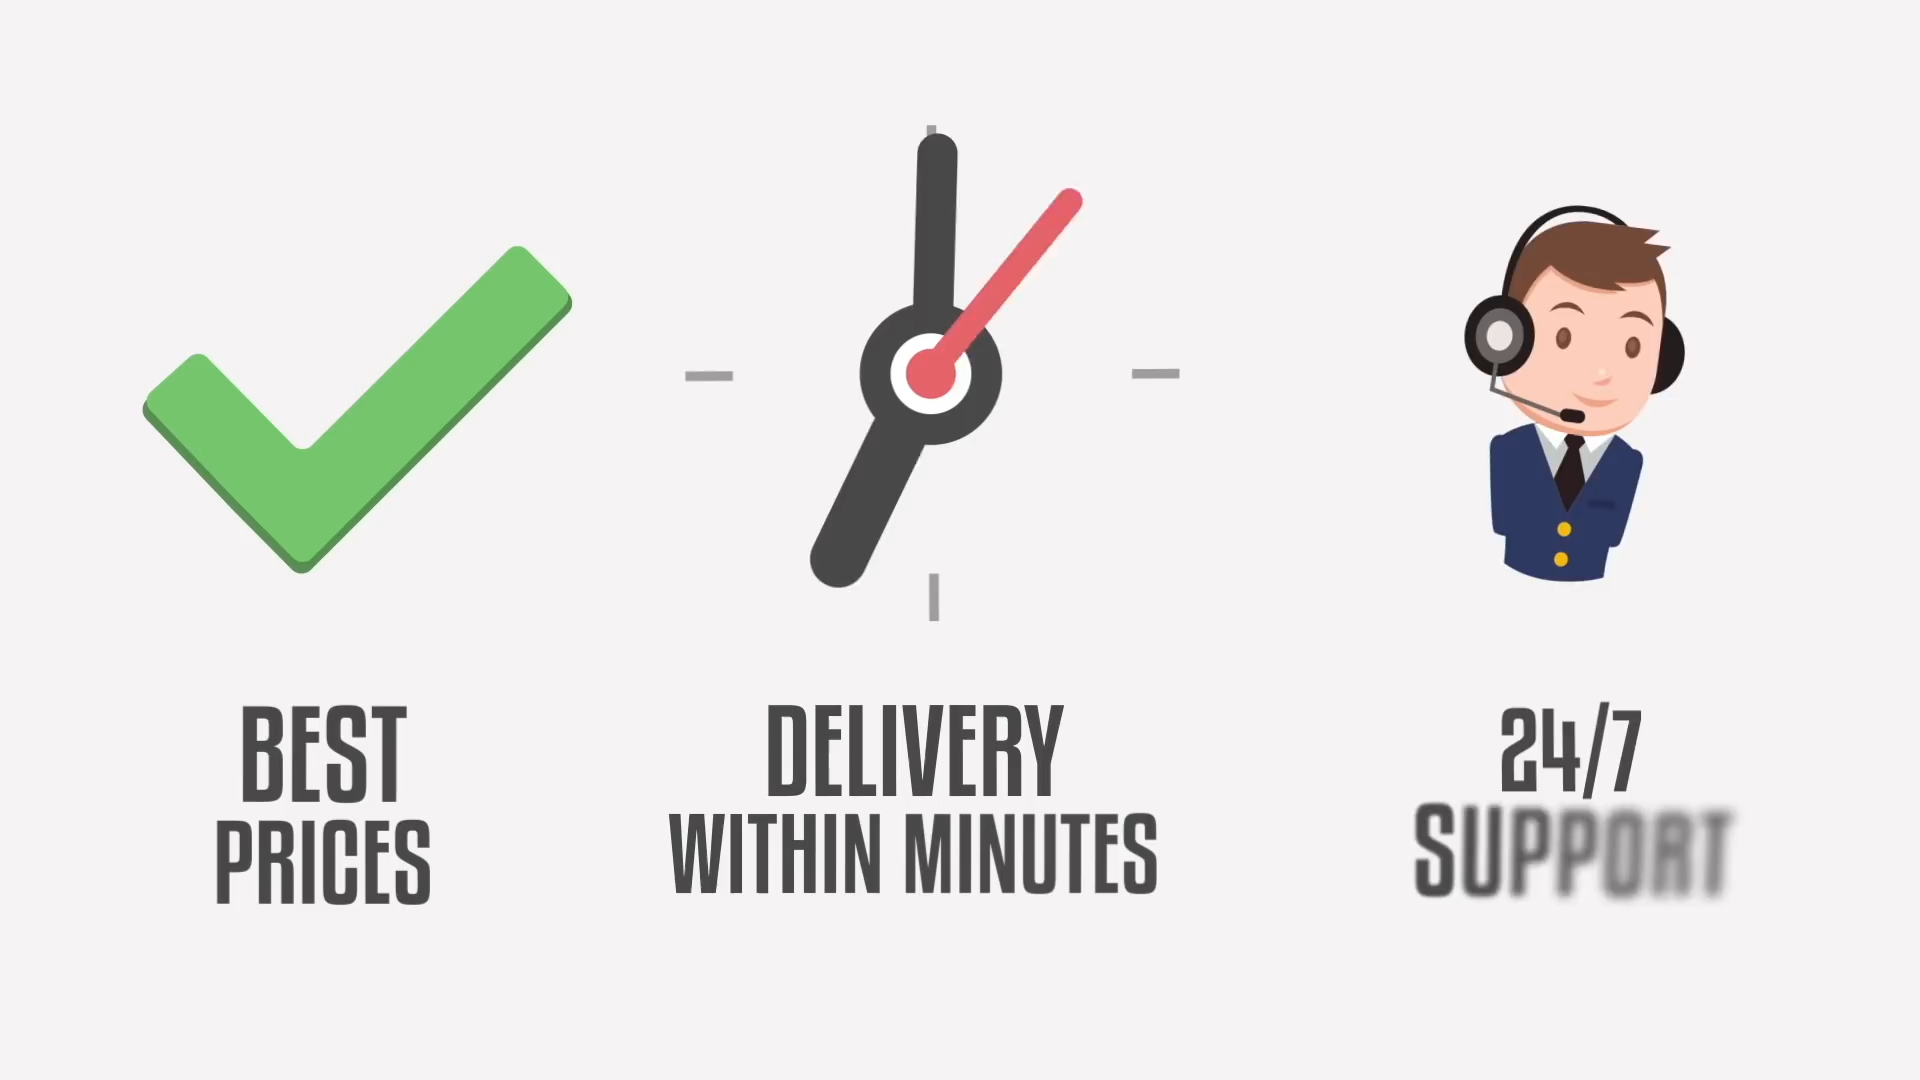 BEST
PRICES
DELIVERY
WITHIN MINUTES
24/7
SUPPORT